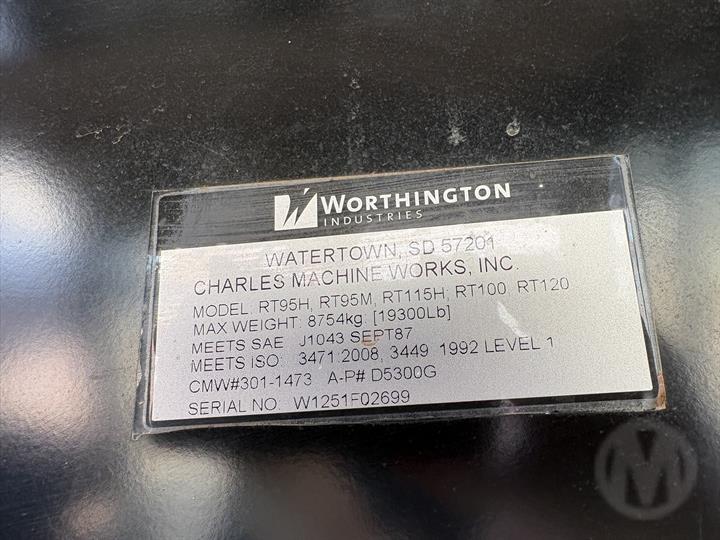 WORTHINGTON
INDUSTRIES
WATERTOWN, SD 57201
CHARLES MACHINE WORKS, INC.
MODEL: RT95H, RT95M, RT115H, RT100, RT120
MAX WEIGHT: 8754kg: [19300Lb]
MEETS SAE J1043 SEPT87
MEETS ISO: 3471:2008, 3449 1992 LEVEL 1
CMW#301-1473 A-P# D5300G
SERIAL NO W1251F02699
M